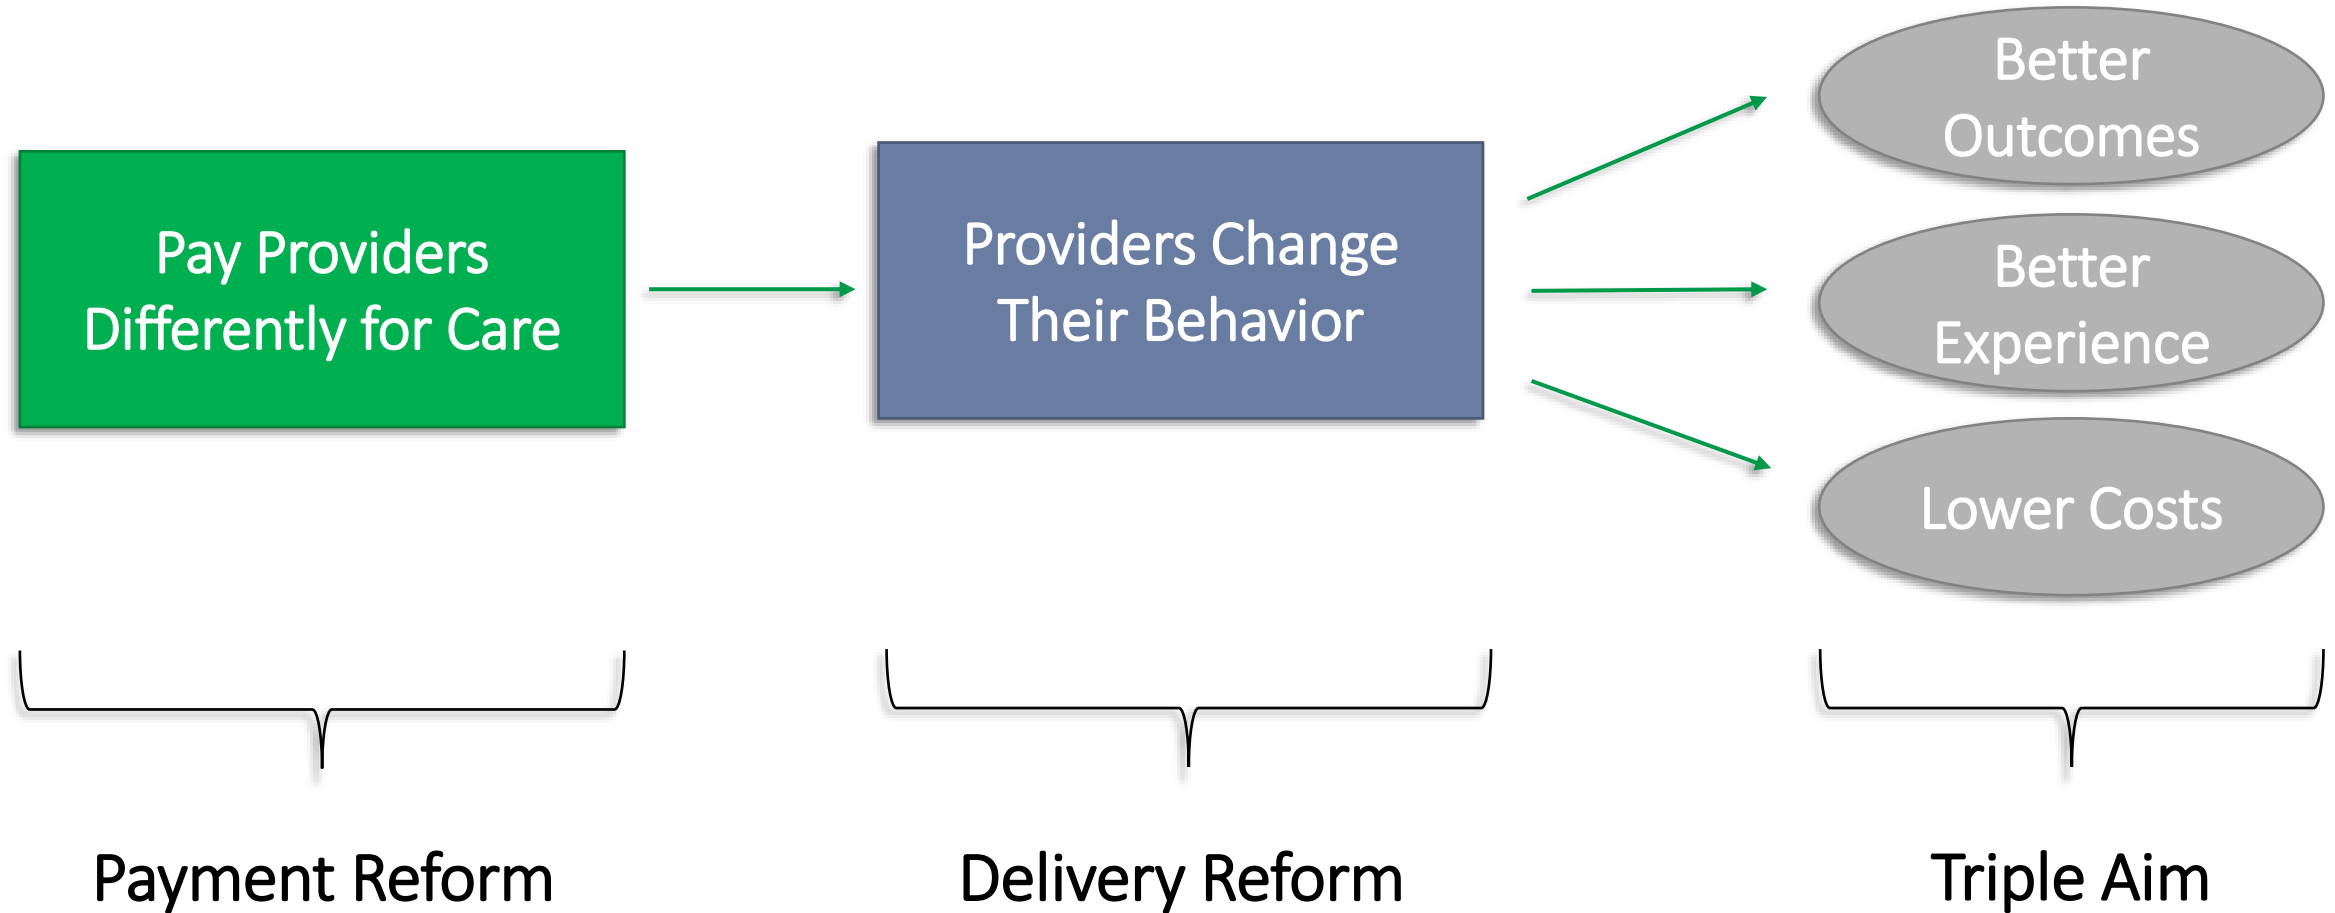 Pay Providers
Differently for Care
Providers Change
Their Behavior
Better
Outcomes
Better
Experience
Lower Costs
Payment Reform
Delivery Reform
Triple Aim